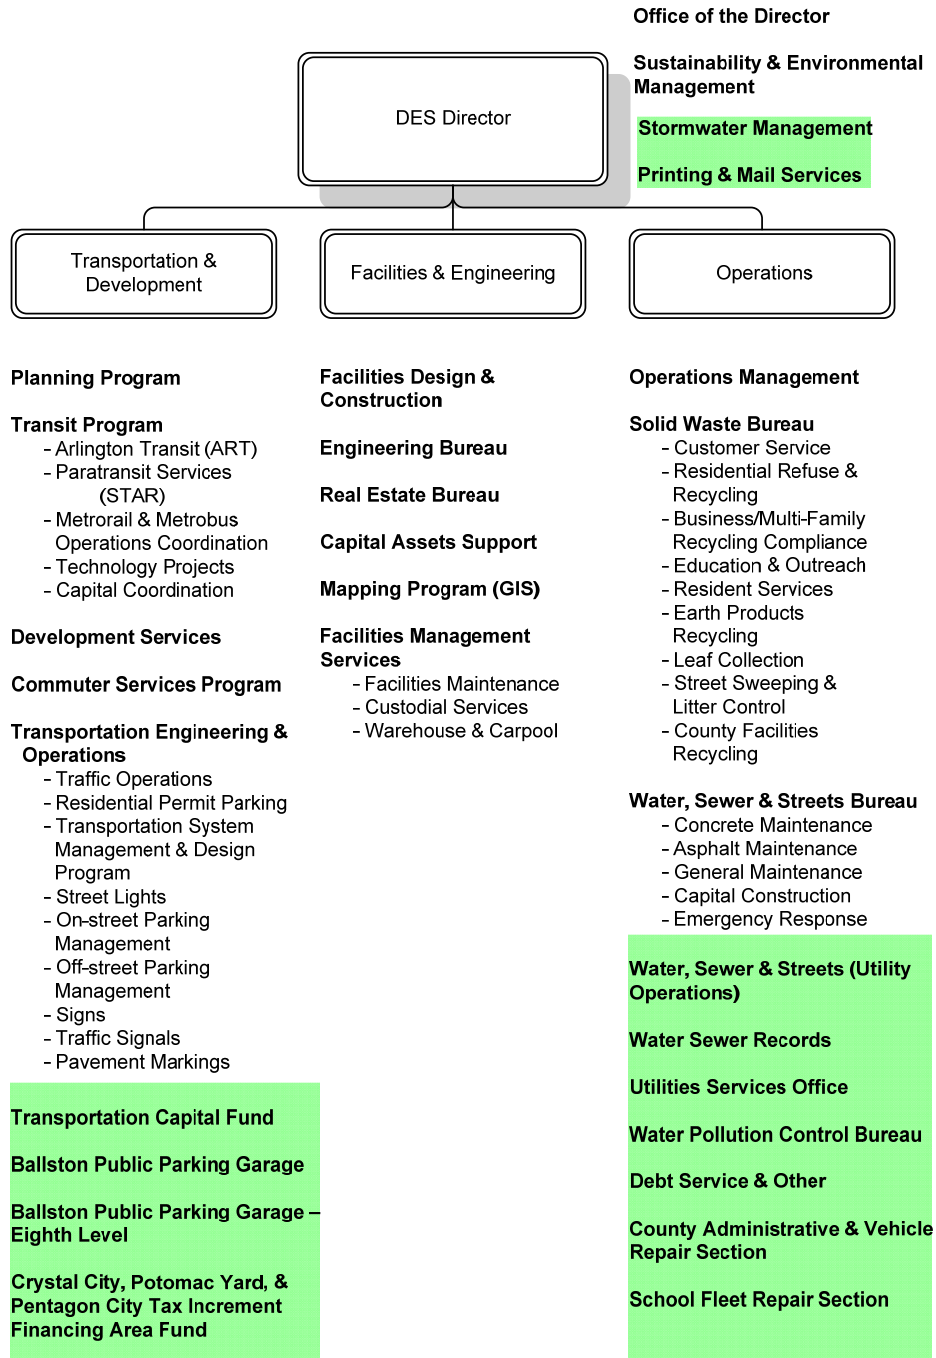 Office of the Director
Sustainability & Environmental
Management
Stormwater Management
Printing & Mail Services
DES Director
Transportation &
Development
Facilities & Engineering
Operations
Planning Program
Transit Program
- Arlington Transit (ART)
- Paratransit Services
(STAR)
- Metrorail & Metrobus
Operations Coordination
- Technology Projects
- Capital Coordination
Development Services
Commuter Services Program
Transportation Engineering &
Operations
- Traffic Operations
- Residential Permit Parking
- Transportation System
Management & Design
Program
- Street Lights
- On-street Parking
Management
- Off-street Parking
Management
- Signs
- Traffic Signals
- Pavement Markings
Transportation Capital Fund
Ballston Public Parking Garage
Ballston Public Parking Garage –
Eighth Level
Crystal City, Potomac Yard, &
Pentagon City Tax Increment
Financing Area Fund
Facilities Design &
Construction
Engineering Bureau
Real Estate Bureau
Capital Assets Support
Mapping Program (GIS)
Facilities Management
Services
- Facilities Maintenance
- Custodial Services
- Warehouse & Carpool
Operations Management
Solid Waste Bureau
- Customer Service
- Residential Refuse &
Recycling
- Business/Multi-Family
Recycling Compliance
- Education & Outreach
- Resident Services
- Earth Products
Recycling
- Leaf Collection
- Street Sweeping &
Litter Control
- County Facilities
Recycling
Water, Sewer & Streets Bureau
- Concrete Maintenance
- Asphalt Maintenance
- General Maintenance
- Capital Construction
- Emergency Response
Water, Sewer & Streets (Utility
Operations)
Water Sewer Records
Utilities Services Office
Water Pollution Control Bureau
Debt Service & Other
County Administrative & Vehicle
Repair Section
School Fleet Repair Section